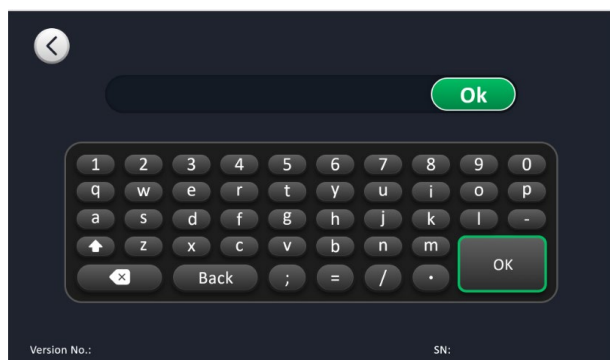 Ok
1 2 3 4 5 6 7 8 9 0
q w e r t y u i o p
a s d f g h j k l -
z x c v b n m OK
Back ; = / .
Version No.: SN: